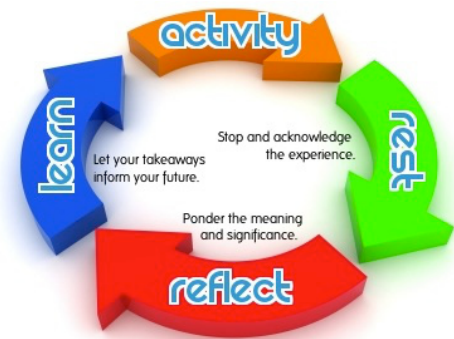 activity
rest
Stop and acknowledge
the experience.
reflect
Ponder the meaning
and significance.
learn
Let your takeaways
inform your future.